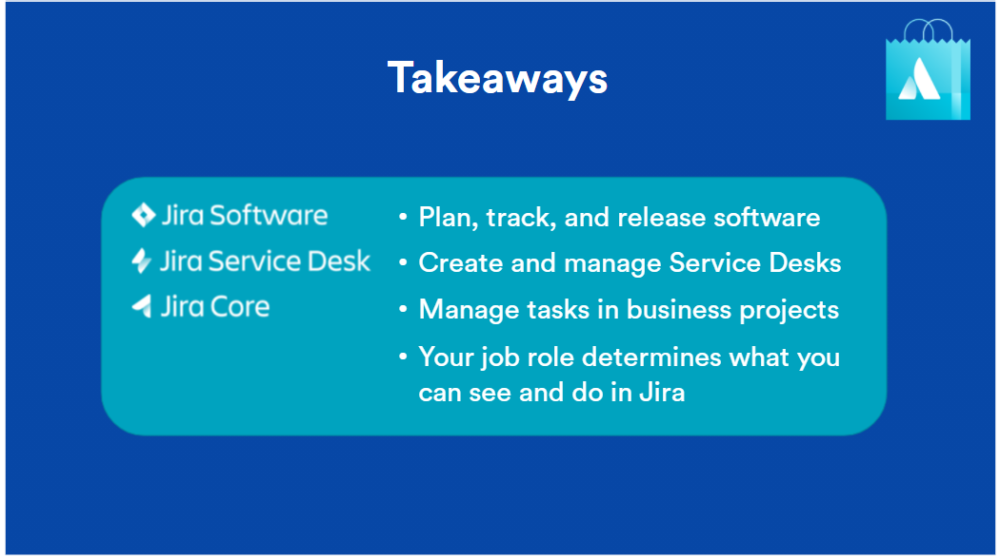 Takeaways
Jira Software
• Plan, track, and release software
Jira Service Desk
• Create and manage Service Desks
Jira Core
• Manage tasks in business projects
• Your job role determines what you
can see and do in Jira